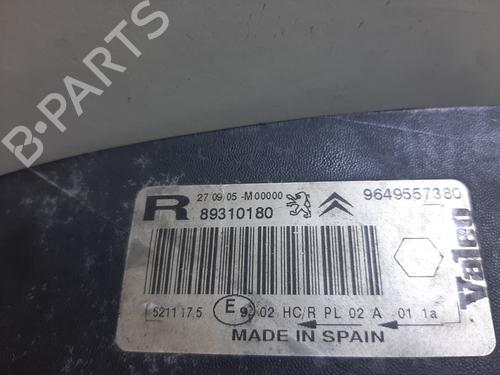 B-PARTS
R
27 09 05 -M00000
9649557380
89310180
Valeo
5211 17.5
E 9
02 HC/R PL 02 A 01 1a
MADE IN SPAIN